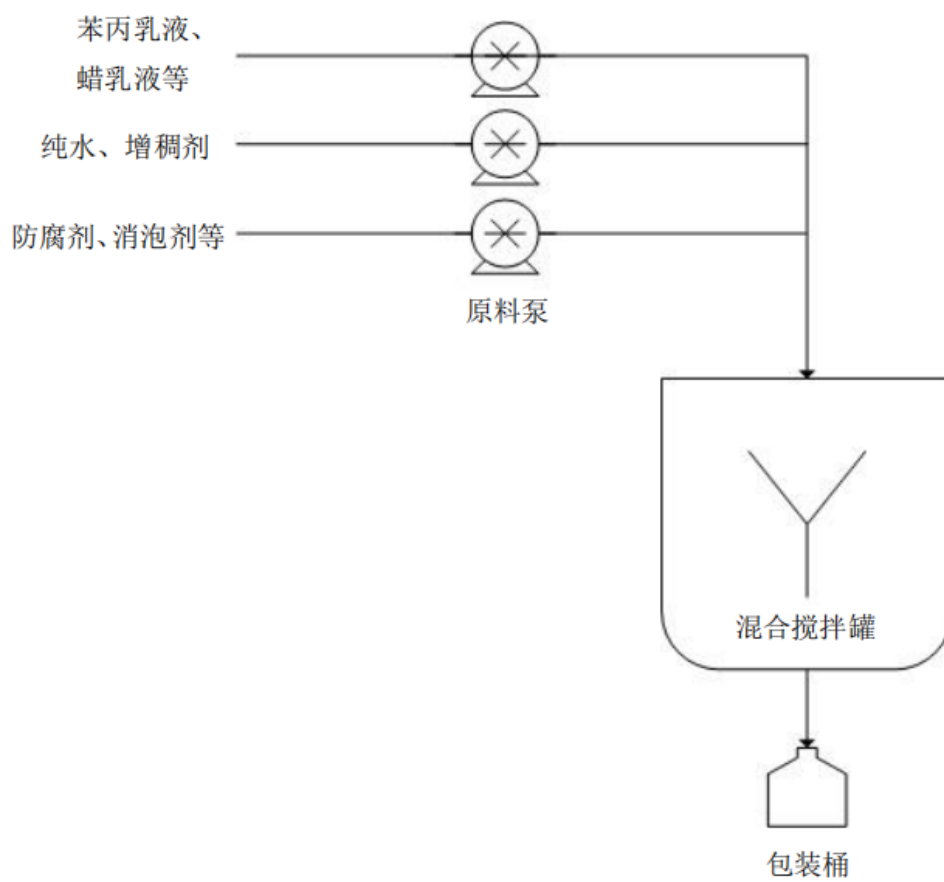 苯丙乳液、
蜡乳液等
纯水、增稠剂
防腐剂、消泡剂等
原料泵
混合搅拌罐
包装桶